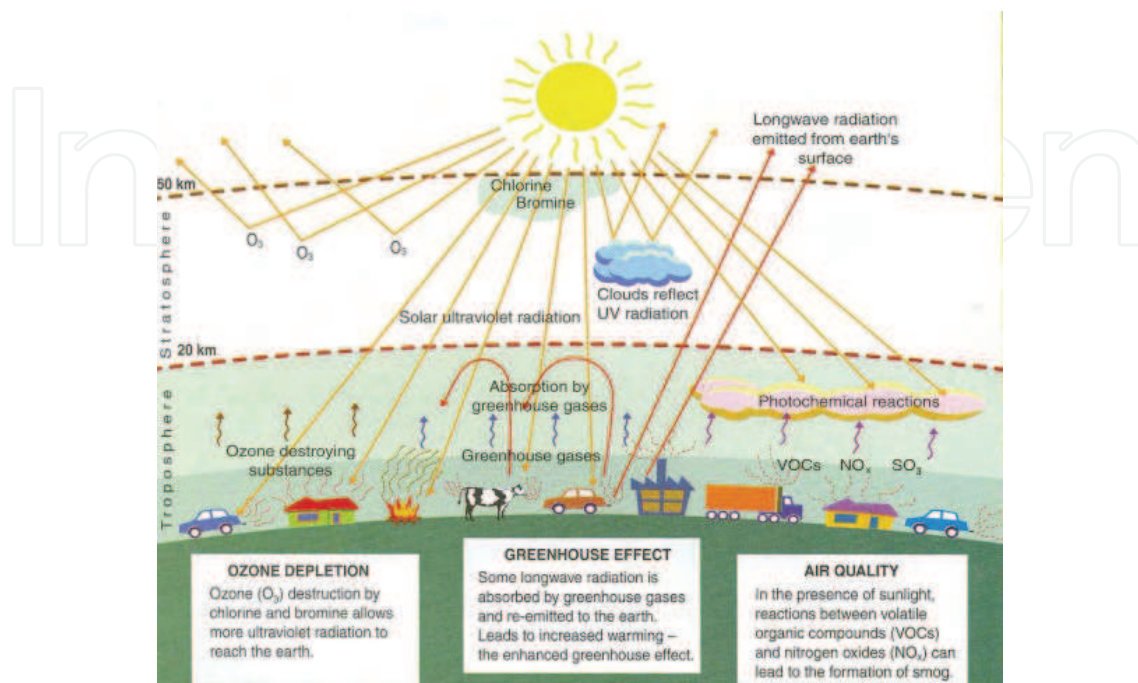 Longwave radiation
emitted from earth's
surface
50 km
Chlorine
Bromine
O₃
O₃
O₃
Clouds reflect
UV radiation
Solar ultraviolet radiation
Stratosphere
20 km
Absorption by
greenhouse gases
Photochemical reactions
Ozone destroying
substances
Greenhouse gases
VOCs NOₓ SO₃
Troposphere
OZONE DEPLETION
Ozone (O₃) destruction by
chlorine and bromine allows
more ultraviolet radiation to
reach the earth.
GREENHOUSE EFFECT
Some longwave radiation is
absorbed by greenhouse gases
and re-emitted to the earth.
Leads to increased warming –
the enhanced greenhouse effect.
AIR QUALITY
In the presence of sunlight,
reactions between volatile
organic compounds (VOCs)
and nitrogen oxides (NOₓ) can
lead to the formation of smog.